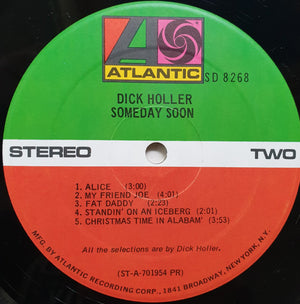 ATLANTIC
SD 8268
DICK HOLLER
SOMEDAY SOON
STEREO
TWO
1. ALICE (3:00)
2. MY FRIEND JOE (4:01)
3. FAT DADDY (2:23)
4. STANDIN' ON AN ICEBERG (2:01)
5. CHRISTMAS TIME IN ALABAM' (3:53)
All the selections are by Dick Holler.
(ST-A-701954 PR)
MFG. BY ATLANTIC RECORDING CORP., 1841 BROADWAY, NEW YORK, N.Y.